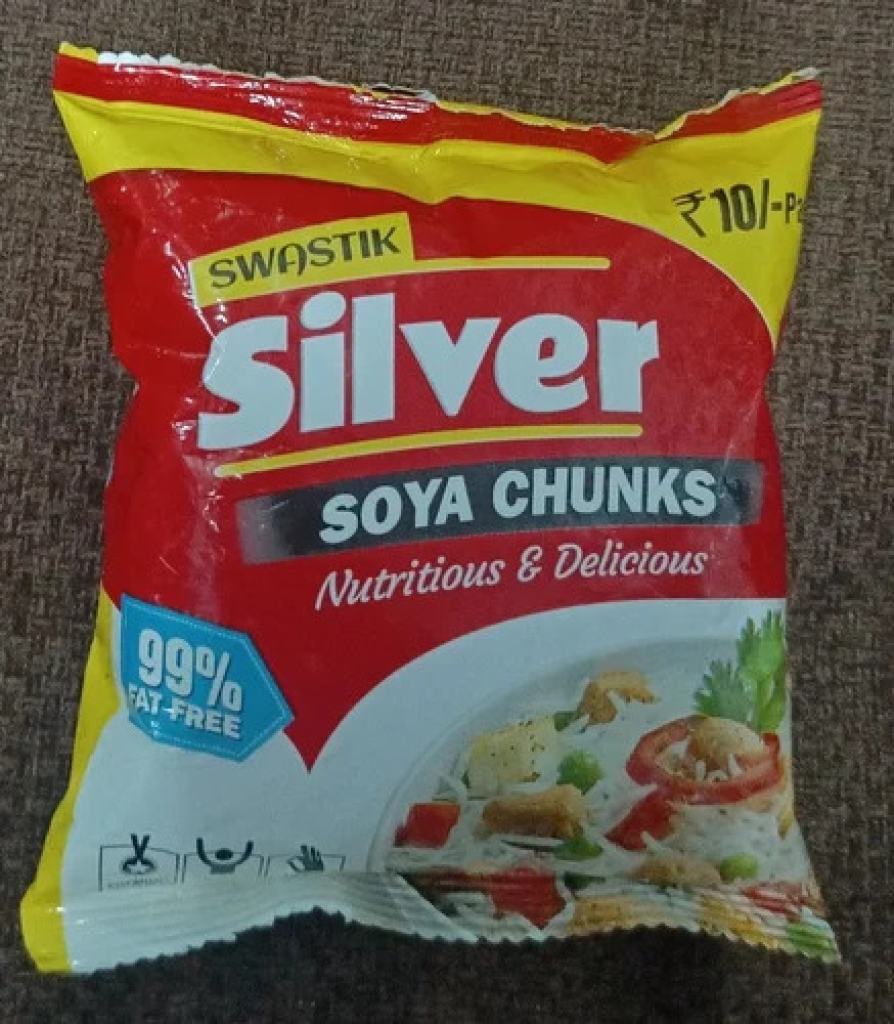 ₹10/-
SWASTIK
Silver
SOYA CHUNKS
Nutritious & Delicious
99%
FAT FREE